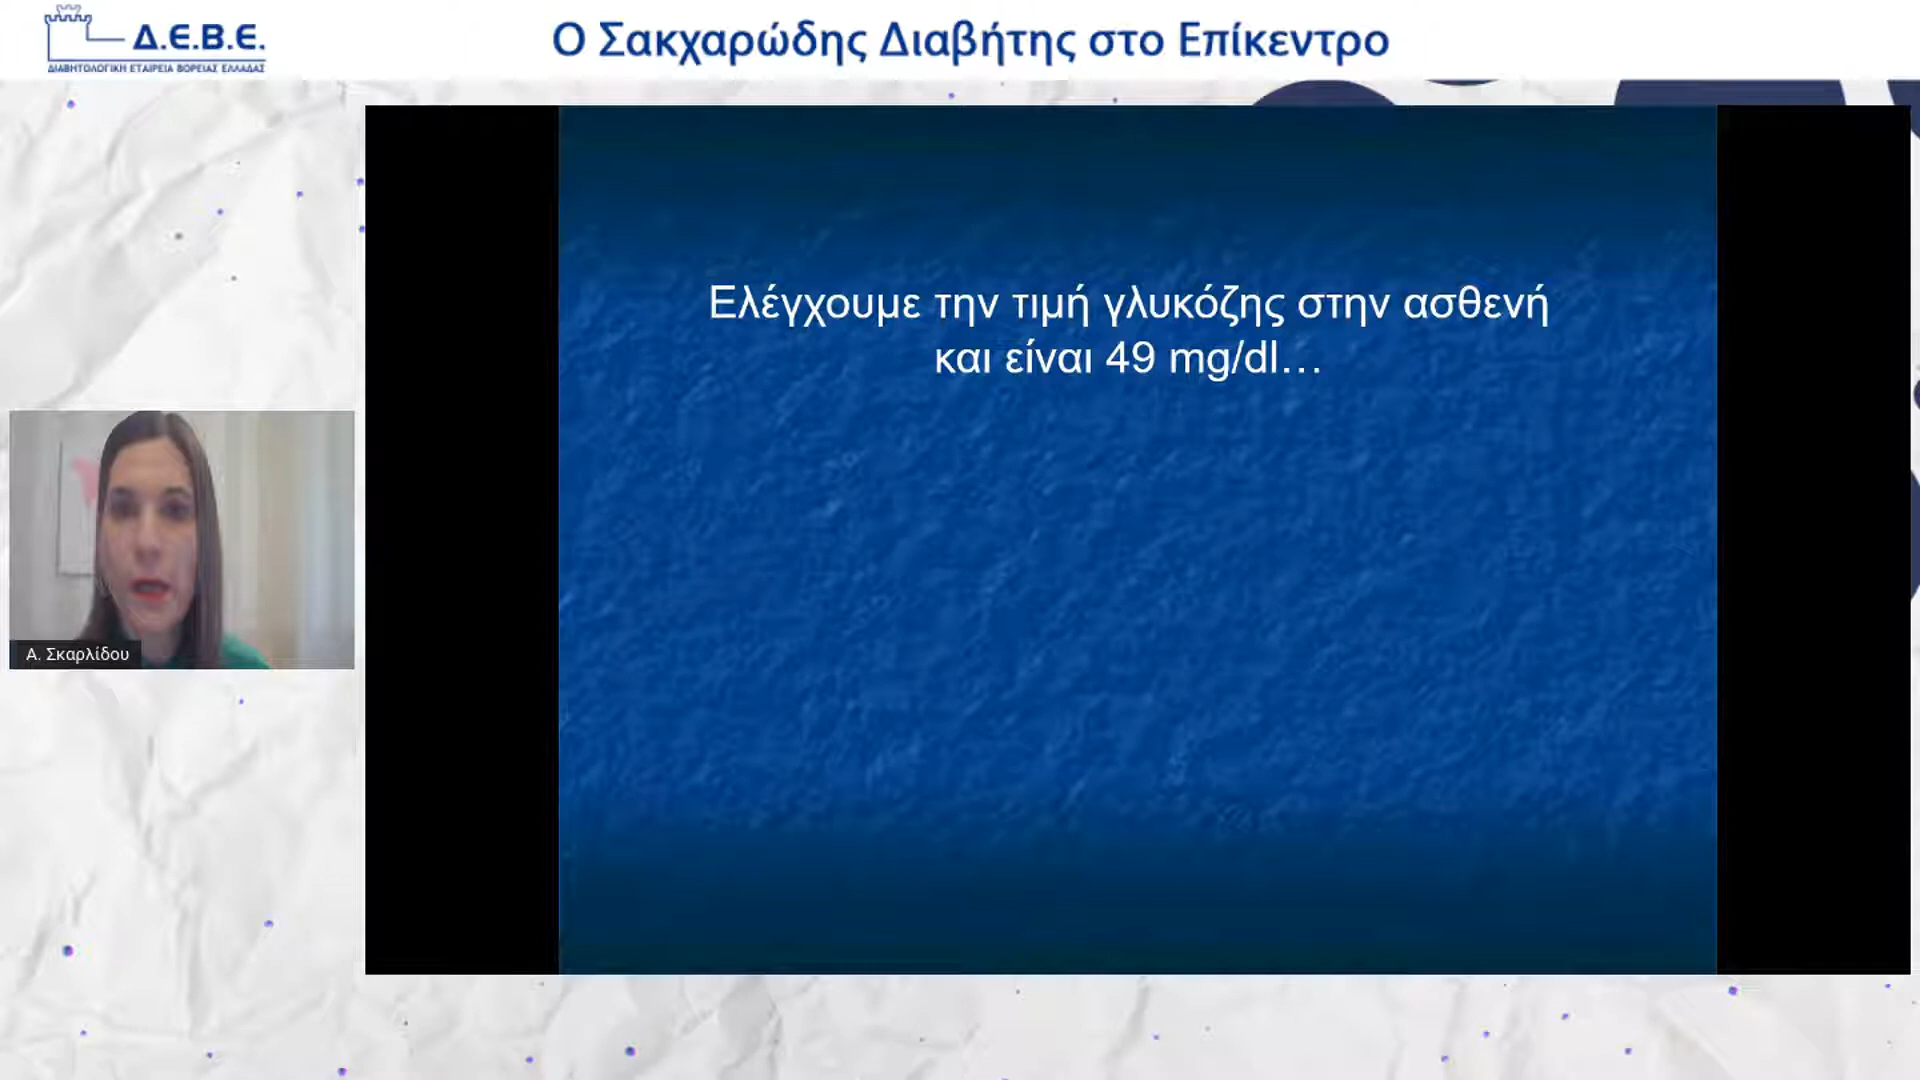 Δ.Ε.Β.Ε.
ΔΙΑΒΗΤΟΛΟΓΙΚΗ ΕΤΑΙΡΕΙΑ ΒΟΡΕΙΑΣ ΕΛΛΑΔΑΣ
Ο Σακχαρώδης Διαβήτης στο Επίκεντρο
Ελέγχουμε την τιμή γλυκόζης στην ασθενή
και είναι 49 mg/dl…
Α. Σκαρλίδου